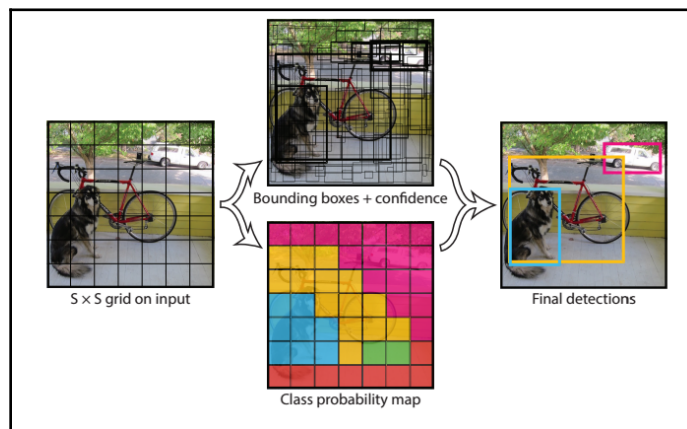 S × S grid on input
Bounding boxes + confidence
Class probability map
Final detections